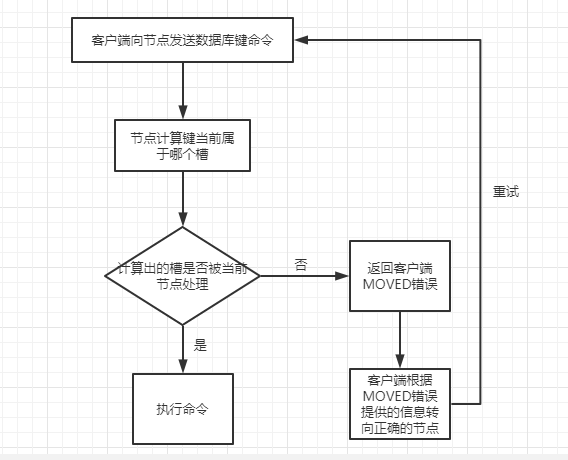 客户端向节点发送数据库键命令
节点计算键当前属
于哪个槽
重试
计算出的槽是否被当前
节点处理
否
返回客户端
MOVED错误
是
客户端根据
MOVED错误
提供的信息转
向正确的节点
执行命令